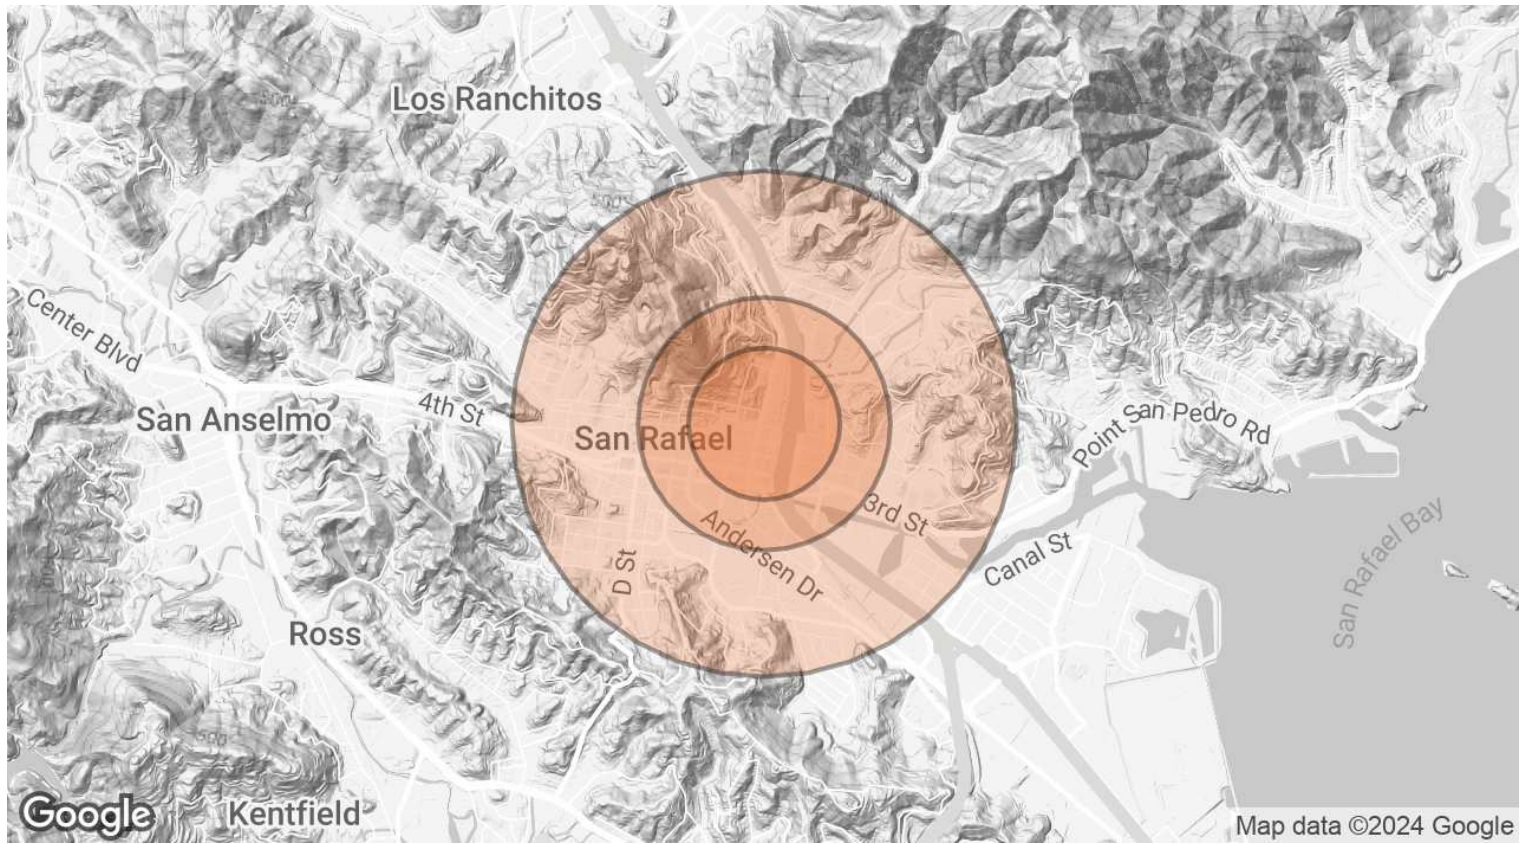 Los Ranchitos
Center Blvd
4th St
San Anselmo
San Rafael
Point San Pedro Rd
3rd St
Andersen Dr
Canal St
D St
San Rafael Bay
Ross
Kentfield
Google
Map data ©2024 Google